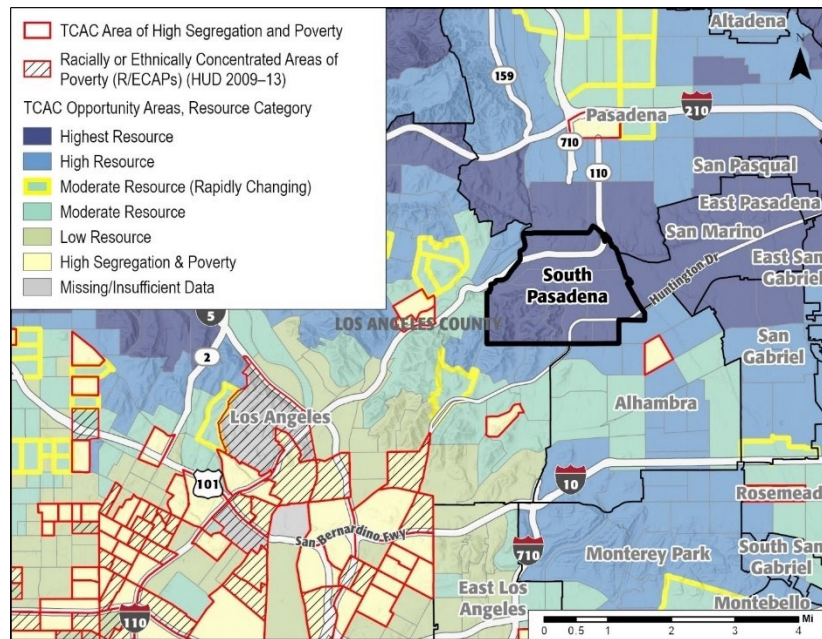 TCAC Area of High Segregation and Poverty
Racially or Ethnically Concentrated Areas of
Poverty (R/ECAPs) (HUD 2009–13)
TCAC Opportunity Areas, Resource Category
Highest Resource
High Resource
Moderate Resource (Rapidly Changing)
Moderate Resource
Low Resource
High Segregation & Poverty
Missing/Insufficient Data
Altadena
N
159
Pasadena
210
710
110
San Pasqual
East Pasadena
San Marino
East San
Gabriel
South
Pasadena
Huntington Dr
5
LOS ANGELES COUNTY
2
San
Gabriel
Los Angeles
Alhambra
101
10
Rosemead
San Bernardino Fwy
710
Monterey Park
South San
Gabriel
East Los
Angeles
Montebello
110
Mi
0 0.5 1 2 3 4